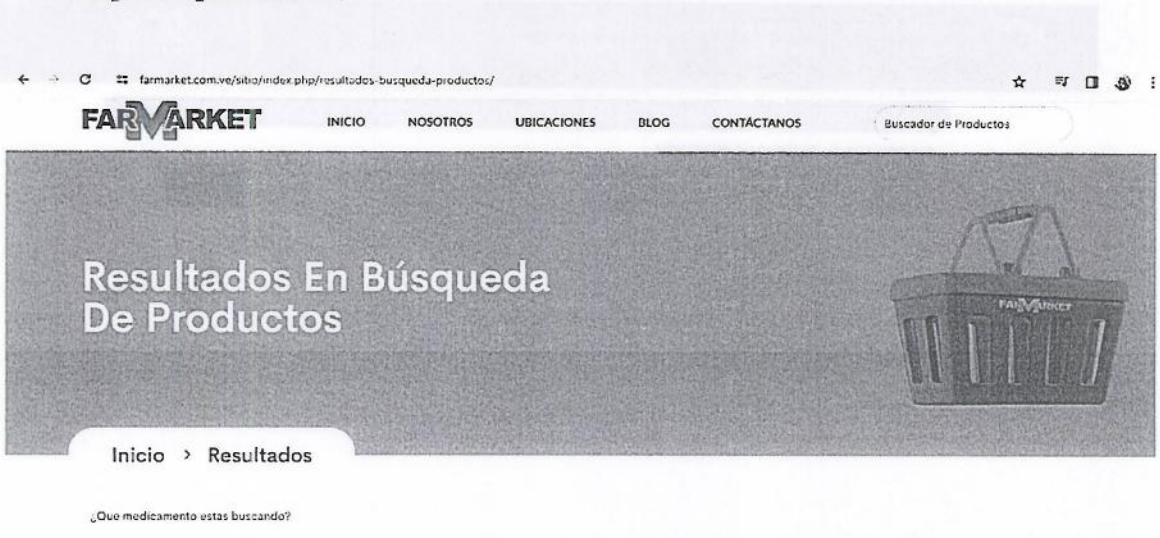 farmarket.com.ve/sitio/index.php/resultados-busqueda-productos/
FARMARKET
INICIO
NOSOTROS
UBICACIONES
BLOG
CONTÁCTANOS
Buscador de Productos
Resultados En Búsqueda
De Productos
FARMARKET
Inicio > Resultados
¿Que medicamento estas buscando?